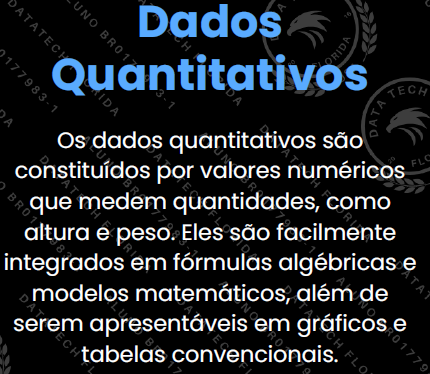 Dados
Quantitativos
Os dados quantitativos são
constituídos por valores numéricos
que medem quantidades, como
altura e peso. Eles são facilmente
integrados em fórmulas algébricas e
modelos matemáticos, além de
serem apresentáveis em gráficos e
tabelas convencionais.